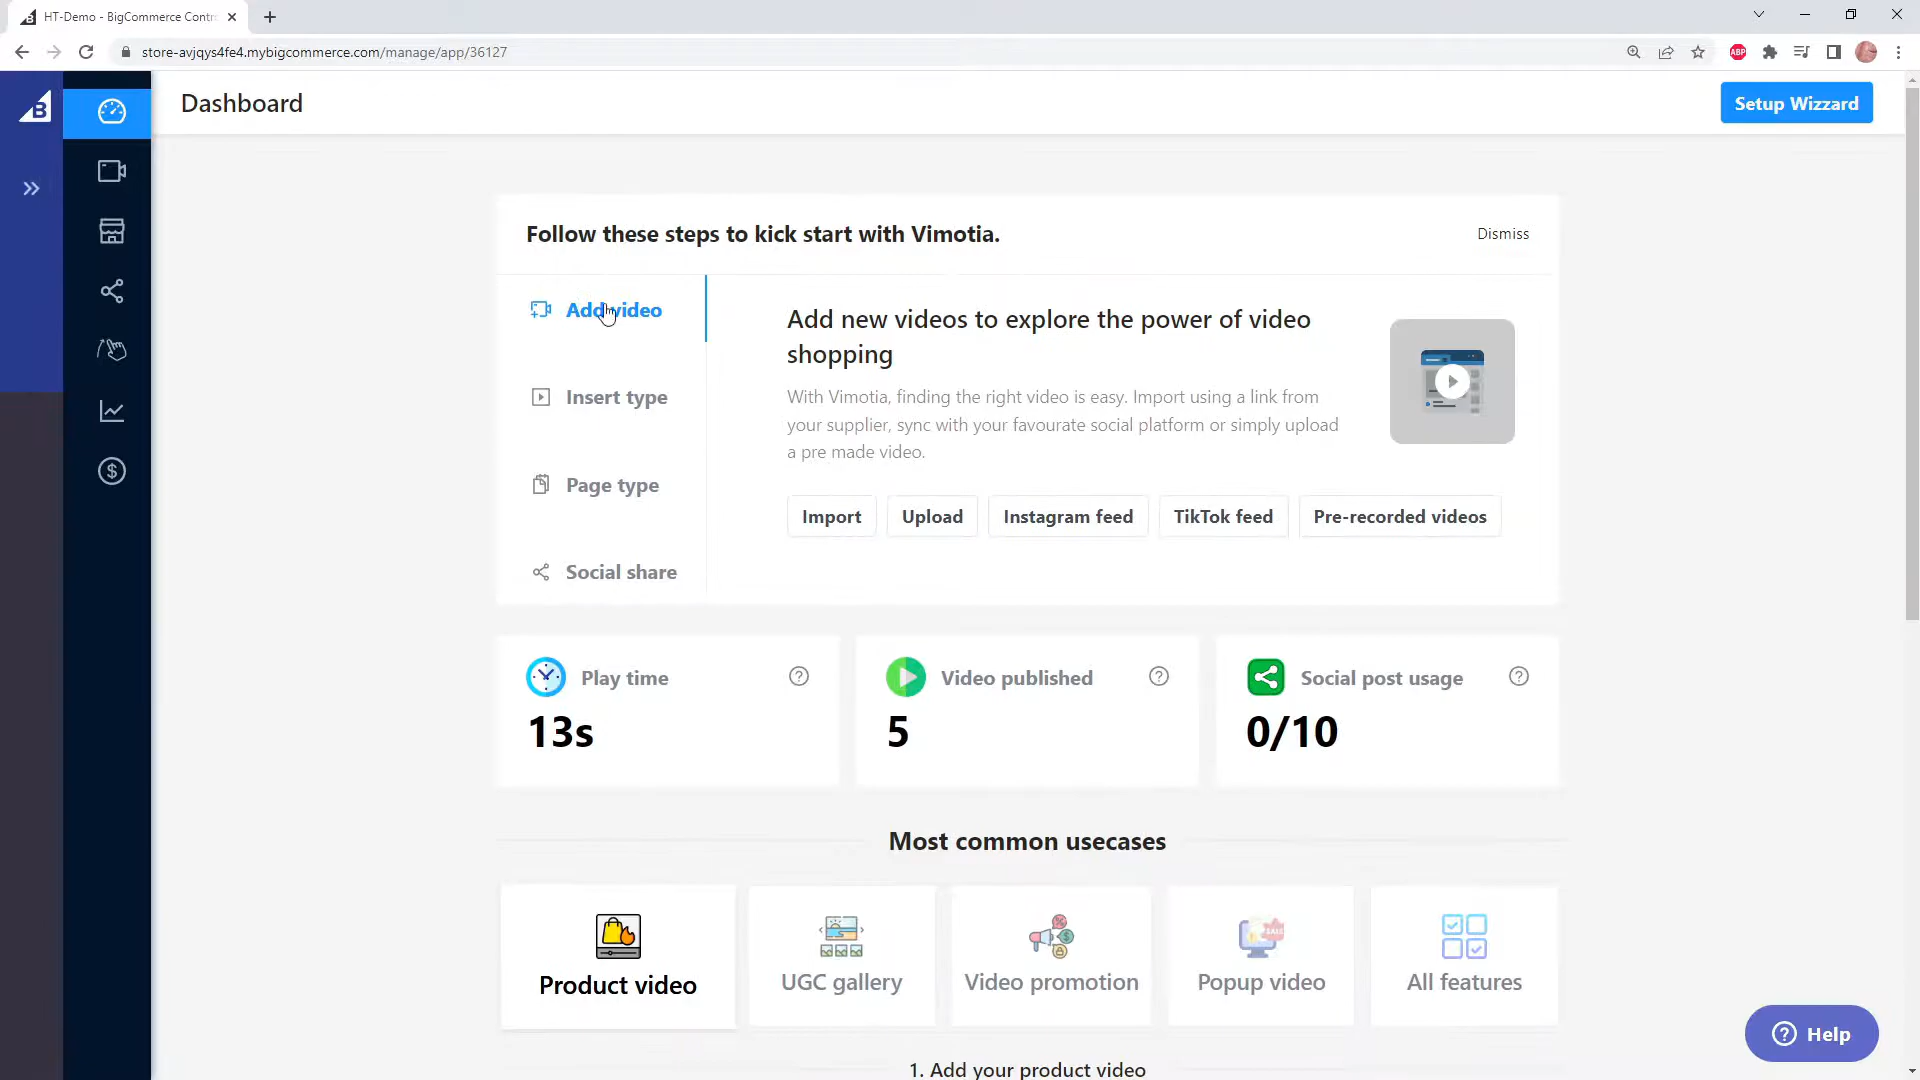 HT-Demo - BigCommerce Contr
store-avjqys4fe4.mybigcommerce.com/manage/app/36127
ABP
B
Dashboard
Setup Wizzard
Follow these steps to kick start with Vimotia.
Dismiss
Add video
Insert type
Page type
Social share
Add new videos to explore the power of video
shopping
With Vimotia, finding the right video is easy. Import using a link from
your supplier, sync with your favourate social platform or simply upload
a pre made video.
Import
Upload
Instagram feed
TikTok feed
Pre-recorded videos
Play time
13s
Video published
5
Social post usage
0/10
Most common usecases
Product video
UGC gallery
Video promotion
SALE
Popup video
All features
1. Add your product video
Help